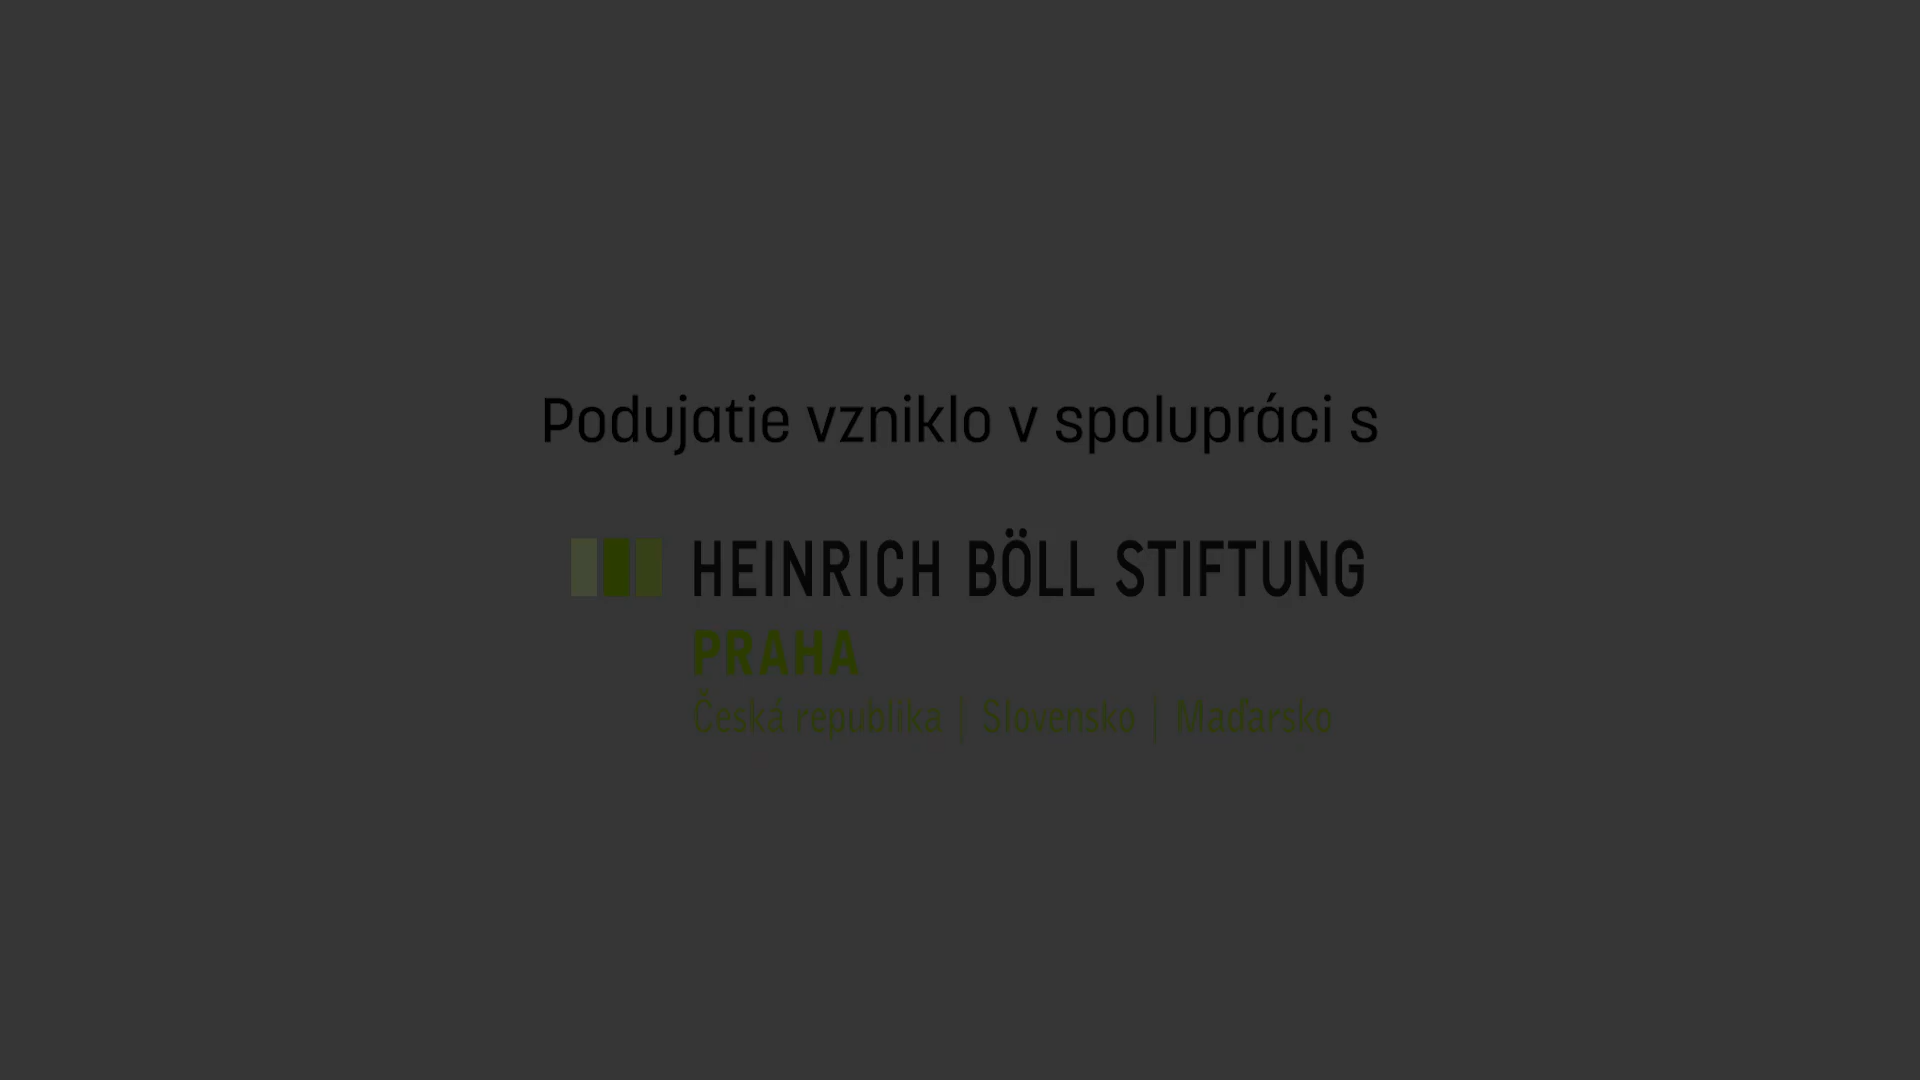 Podujatie vzniklo v spolupráci s
HEINRICH BÖLL STIFTUNG
PRAHA
Česká republika | Slovensko | Maďarsko